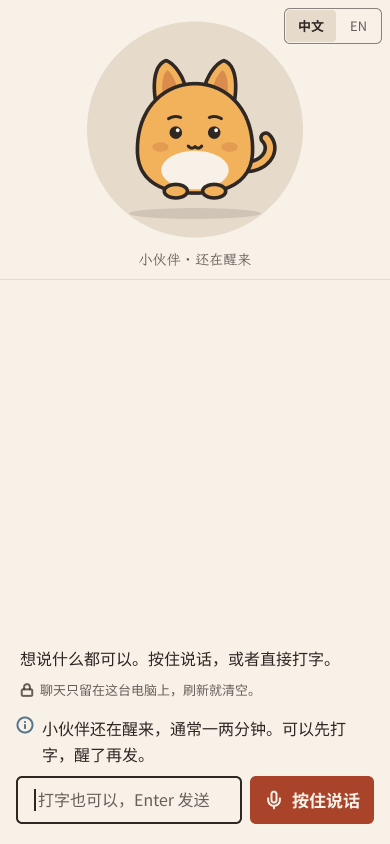 中文 EN
小伙伴·还在醒来
想说什么都可以。按住说话，或者直接打字。
聊天只留在这台电脑上，刷新就清空。
小伙伴还在醒来，通常一两分钟。可以先打
字，醒了再发。
打字也可以，Enter 发送
按住说话